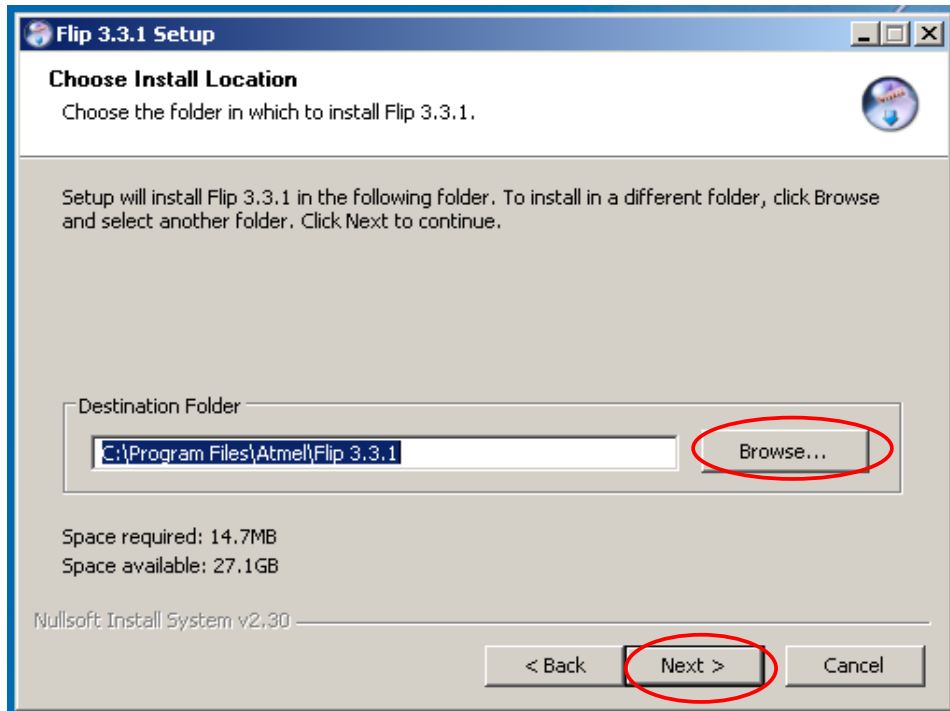 Flip 3.3.1 Setup
Choose Install Location
Choose the folder in which to install Flip 3.3.1.
Setup will install Flip 3.3.1 in the following folder. To install in a different folder, click Browse
and select another folder. Click Next to continue.
Destination Folder
C:\Program Files\Atmel\Flip 3.3.1
Browse...
Space required: 14.7MB
Space available: 27.1GB
Nullsoft Install System v2.30
< Back Next > Cancel